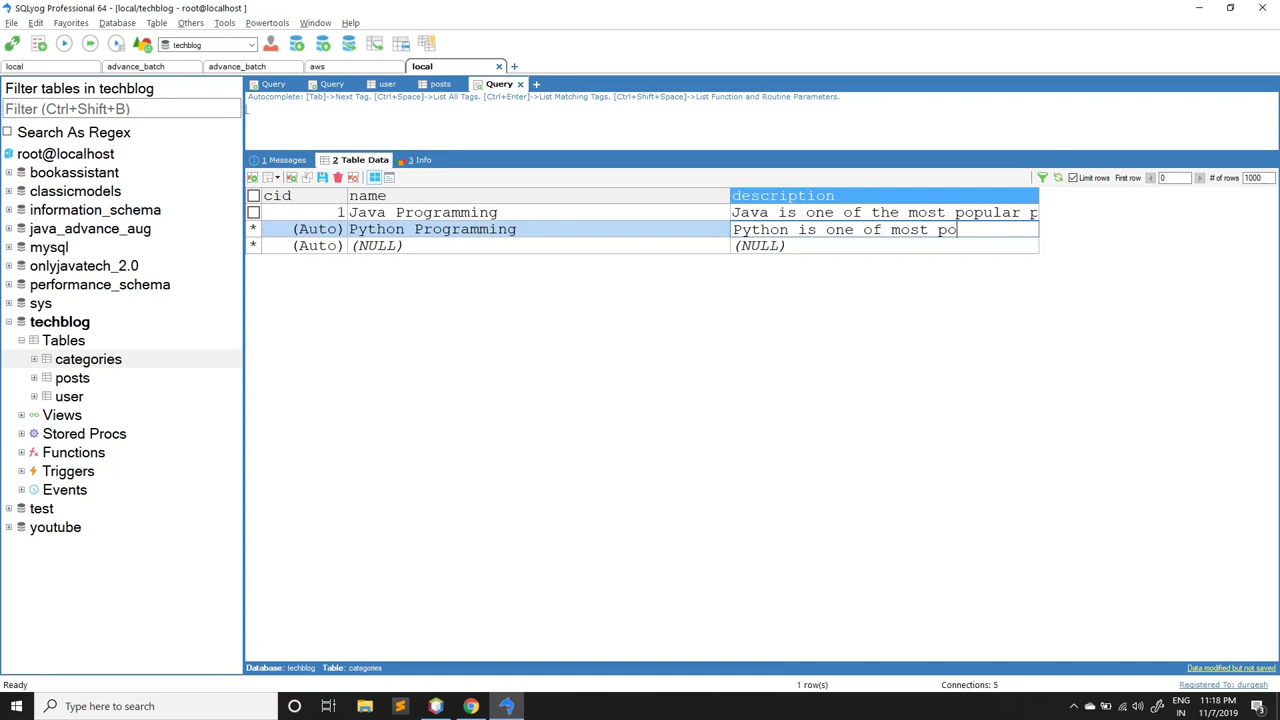 SQLyog Professional 64 - [local/techblog - root@localhost ]
File Edit Favorites Database Table Others Tools Powertools Window Help
techblog
local advance_batch advance_batch aws local
Query Query user posts Query
Autocomplete: [Tab]->Next Tag. [Ctrl+Space]->List All Tags. [Ctrl+Enter]->List Matching Tags. [Ctrl+Shift+Space]->List Function and Routine Parameters.
Filter tables in techblog
Filter (Ctrl+Shift+B)
Search As Regex
root@localhost
bookassistant
classicmodels
information_schema
java_advance_aug
mysql
onlyjavatech_2.0
performance_schema
sys
techblog
Tables
categories
posts
user
Views
Stored Procs
Functions
Triggers
Events
test
youtube
1 Messages 2 Table Data 3 Info
Limit rows First row 0 # of rows 1000
cid name description
1 Java Programming Java is one of the most popular p
* (Auto) Python Programming Python is one of most po
* (Auto) (NULL) (NULL)
Database: techblog Table: categories Data modified but not saved
Ready 1 row(s) Connections: 5 Registered To: durgesh
Type here to search
ENG 11:18 PM
IN 11/7/2019
3